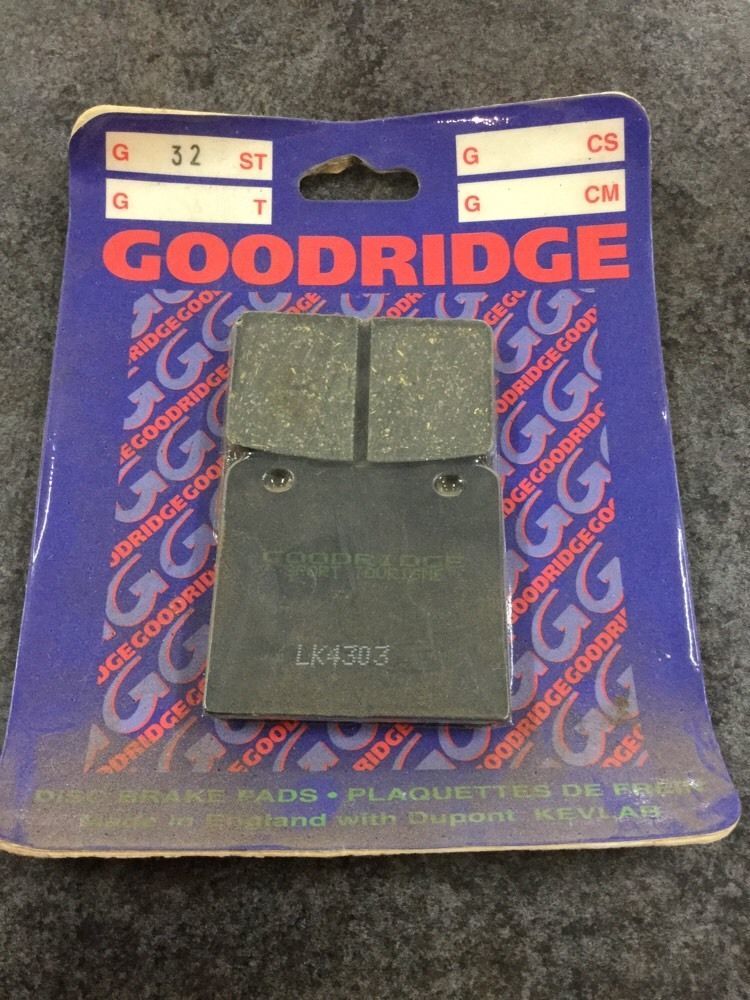 G 32 ST
G CS
G T
G CM
GOODRIDGE
GOODRIDGE
SPORT TOURISME
LK4303
DISC BRAKE PADS • PLAQUETTES DE FREIN
Made in England with Dupont KEVLAR